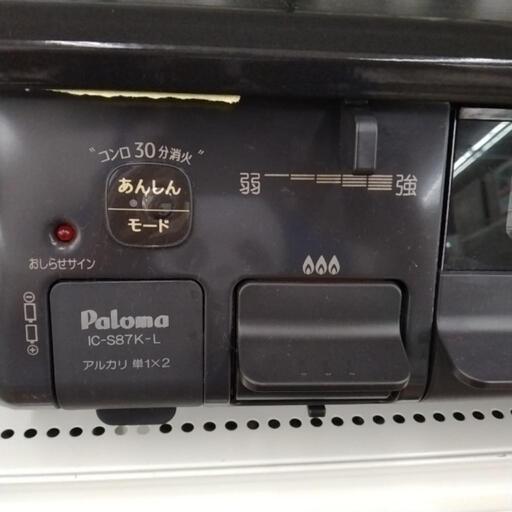 "コンロ30分消火"
あんしん
モード
弱 強
おしらせサイン
Paloma
IC-S87K-L
アルカリ 単1×2